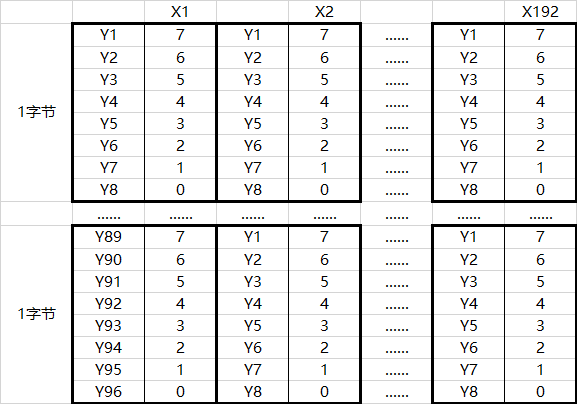 X1 X2 X192
Y1 7 Y1 7 ...... Y1 7
Y2 6 Y2 6 ...... Y2 6
Y3 5 Y3 5 ...... Y3 5
1字节 Y4 4 Y4 4 ...... Y4 4
Y5 3 Y5 3 ...... Y5 3
Y6 2 Y6 2 ...... Y6 2
Y7 1 Y7 1 ...... Y7 1
Y8 0 Y8 0 ...... Y8 0
...... ...... ...... ...... ...... ...... ......
Y89 7 Y1 7 ...... Y1 7
Y90 6 Y2 6 ...... Y2 6
Y91 5 Y3 5 ...... Y3 5
1字节 Y92 4 Y4 4 ...... Y4 4
Y93 3 Y5 3 ...... Y5 3
Y94 2 Y6 2 ...... Y6 2
Y95 1 Y7 1 ...... Y7 1
Y96 0 Y8 0 ...... Y8 0